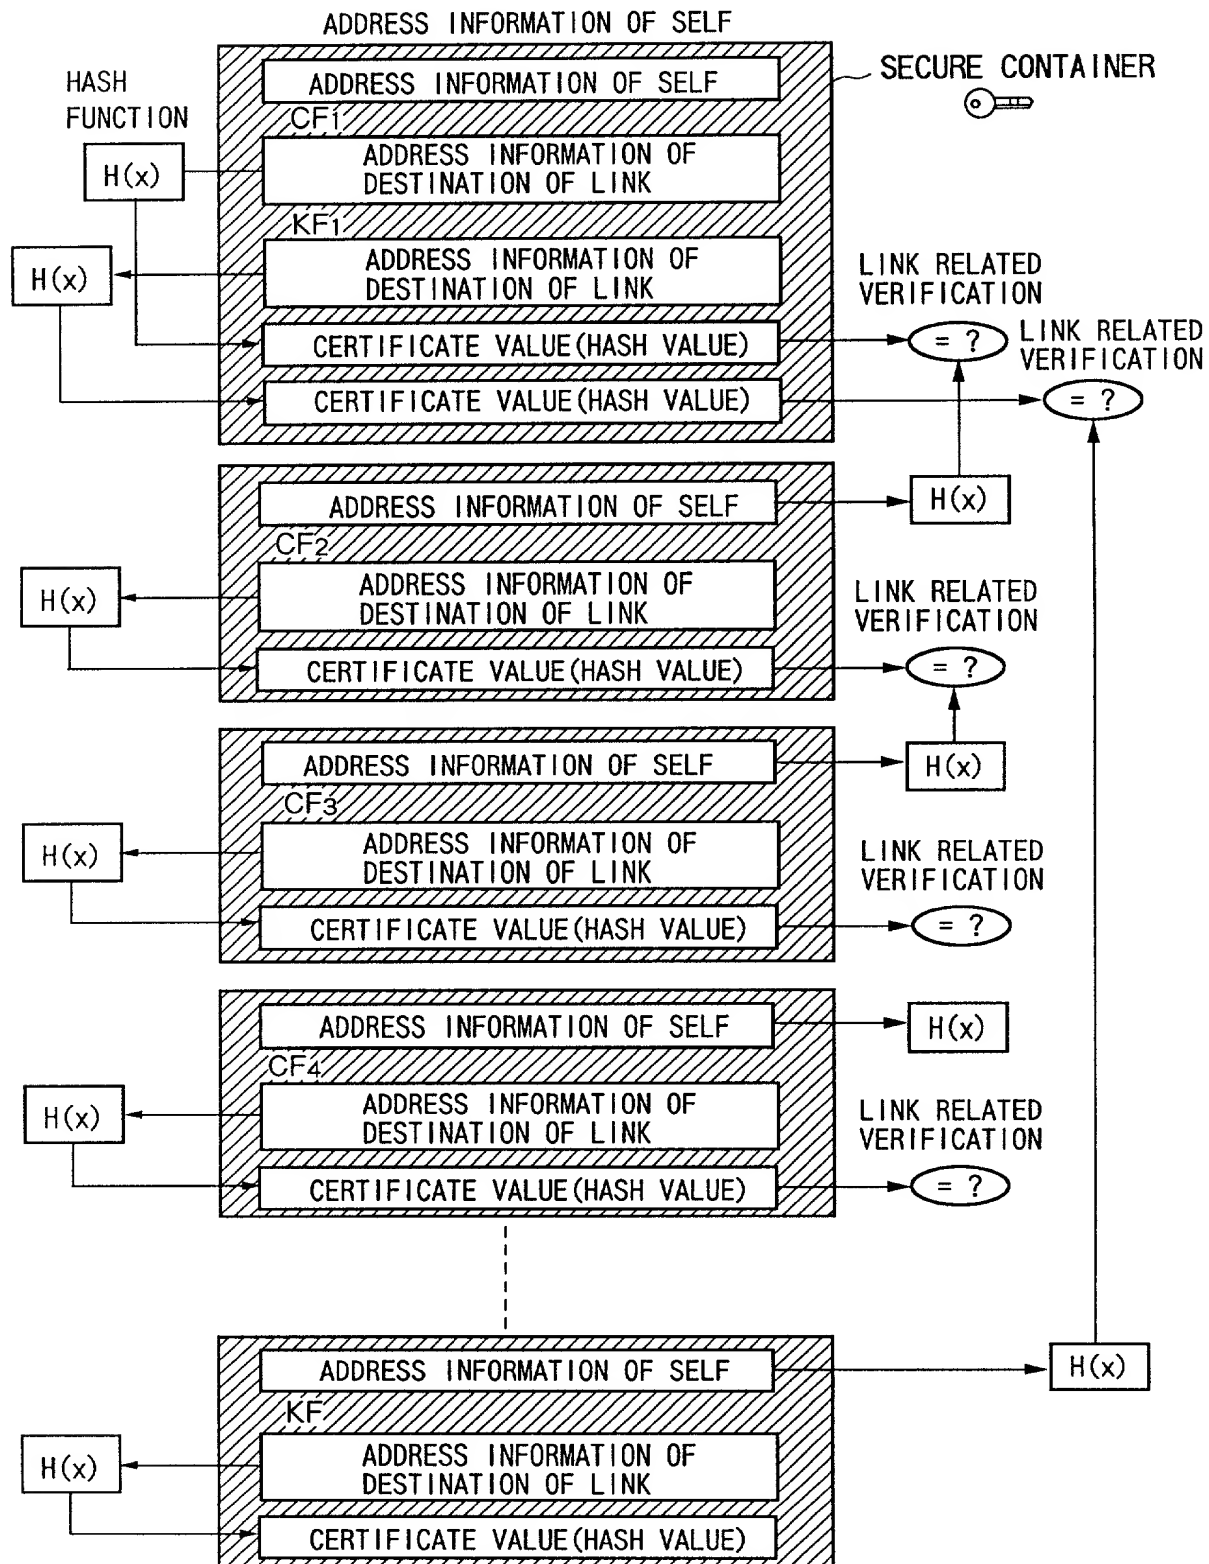 ADDRESS INFORMATION OF SELF
ADDRESS INFORMATION OF SELF
SECURE CONTAINER
HASH
FUNCTION
CF1
H(x)
ADDRESS INFORMATION OF
DESTINATION OF LINK
KF1
H(x)
ADDRESS INFORMATION OF
DESTINATION OF LINK
LINK RELATED
VERIFICATION
CERTIFICATE VALUE(HASH VALUE)
= ?
LINK RELATED
VERIFICATION
CERTIFICATE VALUE(HASH VALUE)
= ?
ADDRESS INFORMATION OF SELF
H(x)
CF2
H(x)
ADDRESS INFORMATION OF
DESTINATION OF LINK
LINK RELATED
VERIFICATION
CERTIFICATE VALUE(HASH VALUE)
= ?
ADDRESS INFORMATION OF SELF
H(x)
CF3
H(x)
ADDRESS INFORMATION OF
DESTINATION OF LINK
LINK RELATED
VERIFICATION
CERTIFICATE VALUE(HASH VALUE)
= ?
ADDRESS INFORMATION OF SELF
H(x)
CF4
H(x)
ADDRESS INFORMATION OF
DESTINATION OF LINK
LINK RELATED
VERIFICATION
CERTIFICATE VALUE(HASH VALUE)
= ?
ADDRESS INFORMATION OF SELF
H(x)
KF
H(x)
ADDRESS INFORMATION OF
DESTINATION OF LINK
CERTIFICATE VALUE(HASH VALUE)